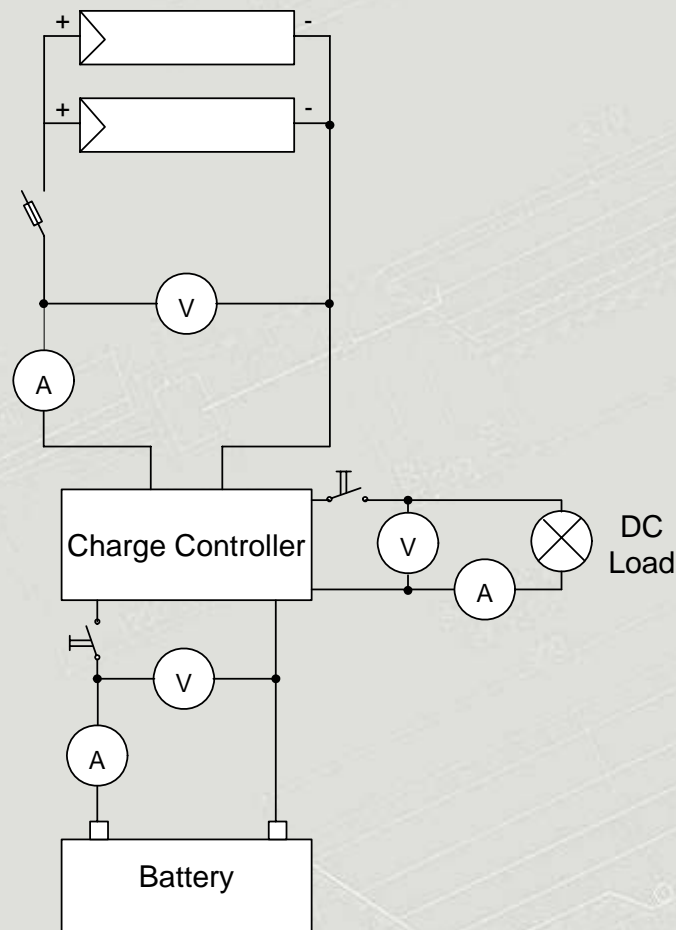 + -
+ -
V
A
Charge Controller
V
DC
Load
A
V
A
Battery